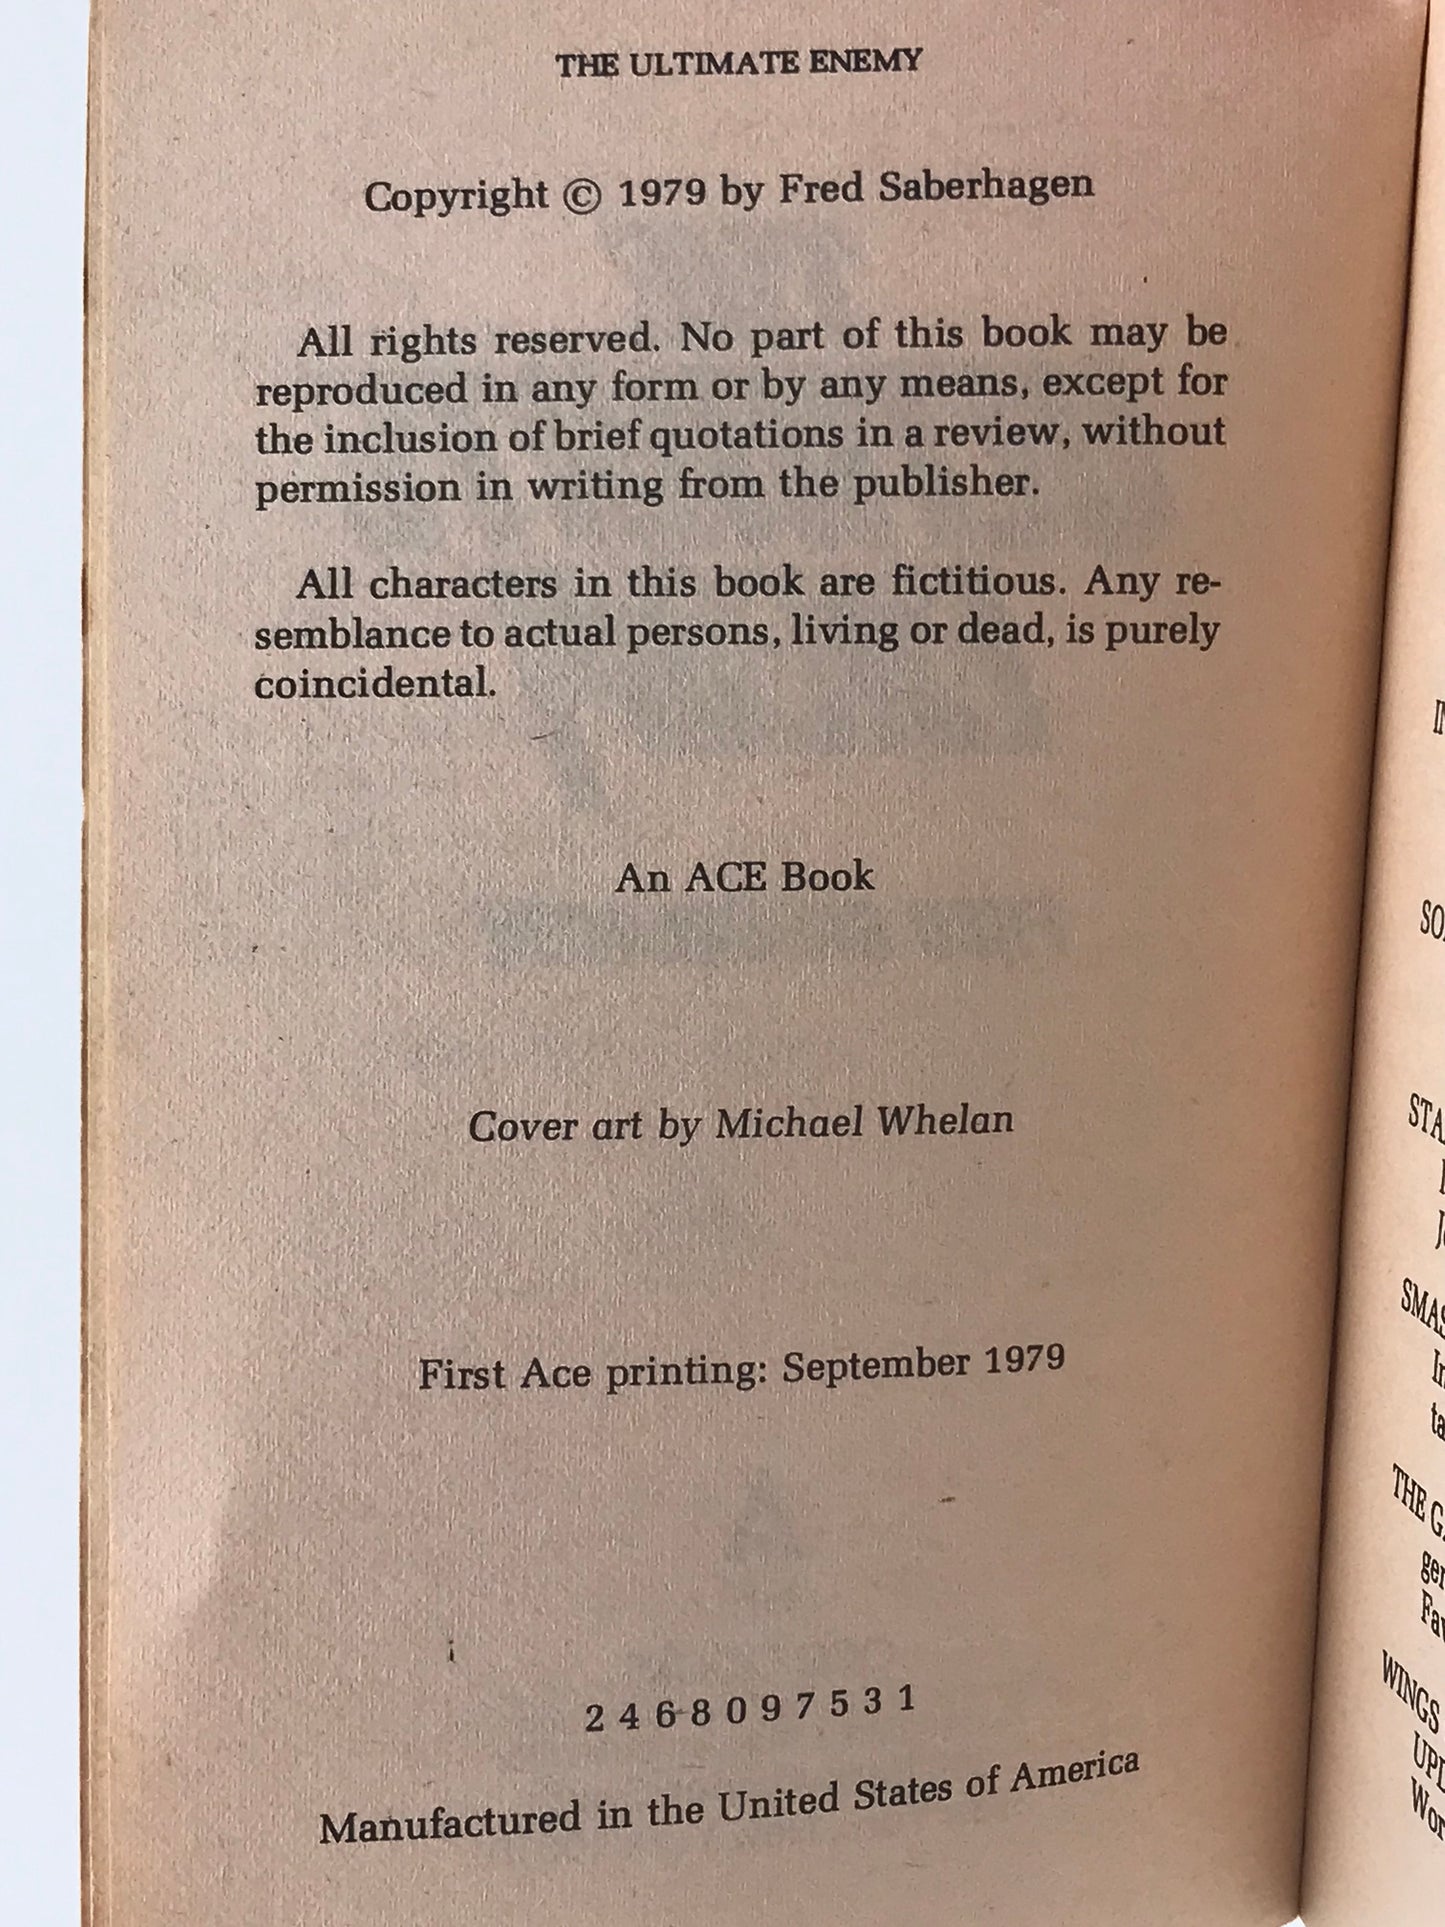 THE ULTIMATE ENEMY
Copyright © 1979 by Fred Saberhagen
All rights reserved. No part of this book may be
reproduced in any form or by any means, except for
the inclusion of brief quotations in a review, without
permission in writing from the publisher.
All characters in this book are fictitious. Any re-
semblance to actual persons, living or dead, is purely
coincidental.
An ACE Book
Cover art by Michael Whelan
First Ace printing: September 1979
2 4 6 8 0 9 7 5 3 1
Manufactured in the United States of America
THE
WINGS